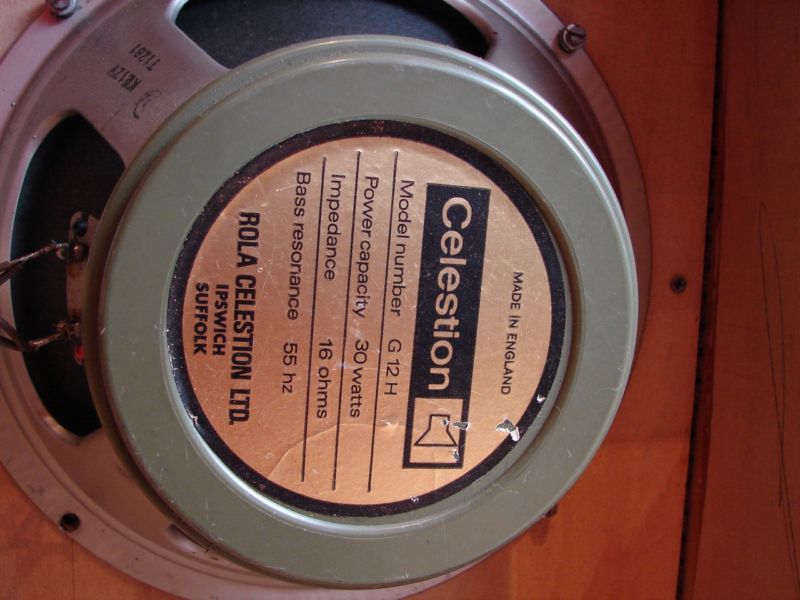 MADE IN ENGLAND
Celestion
Model number G 12 H
Power capacity 30 watts
Impedance 16 ohms
Bass resonance 55 hz
ROLA CELESTION LTD.
IPSWICH
SUFFOLK
T1281